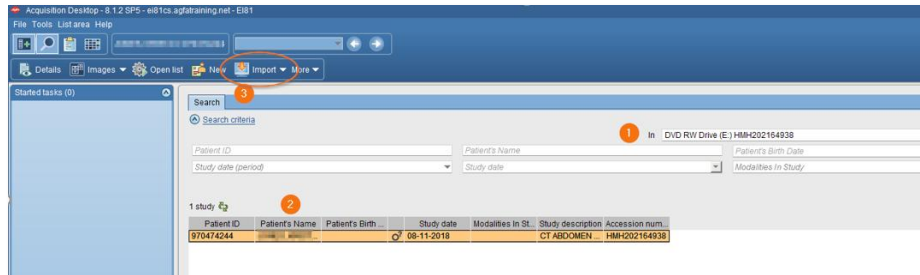 Acquisition Desktop - 8.1.2 SP5 - ei81cs.agfatraining.net - EI81
File Tools List area Help
Details Images Open list New Import More
Started tasks (0)
3
Search
Search criteria
1 In DVD RW Drive (E:) HMH202164938
Patient ID Patient's Name Patient's Birth Date
Study date (period) Study date Modalities In Study
1 study 2
Patient ID Patient's Name Patient's Birth ... Study date Modalities In St... Study description Accession num...
970474244 08-11-2018 CT ABDOMEN ... HMH202164938